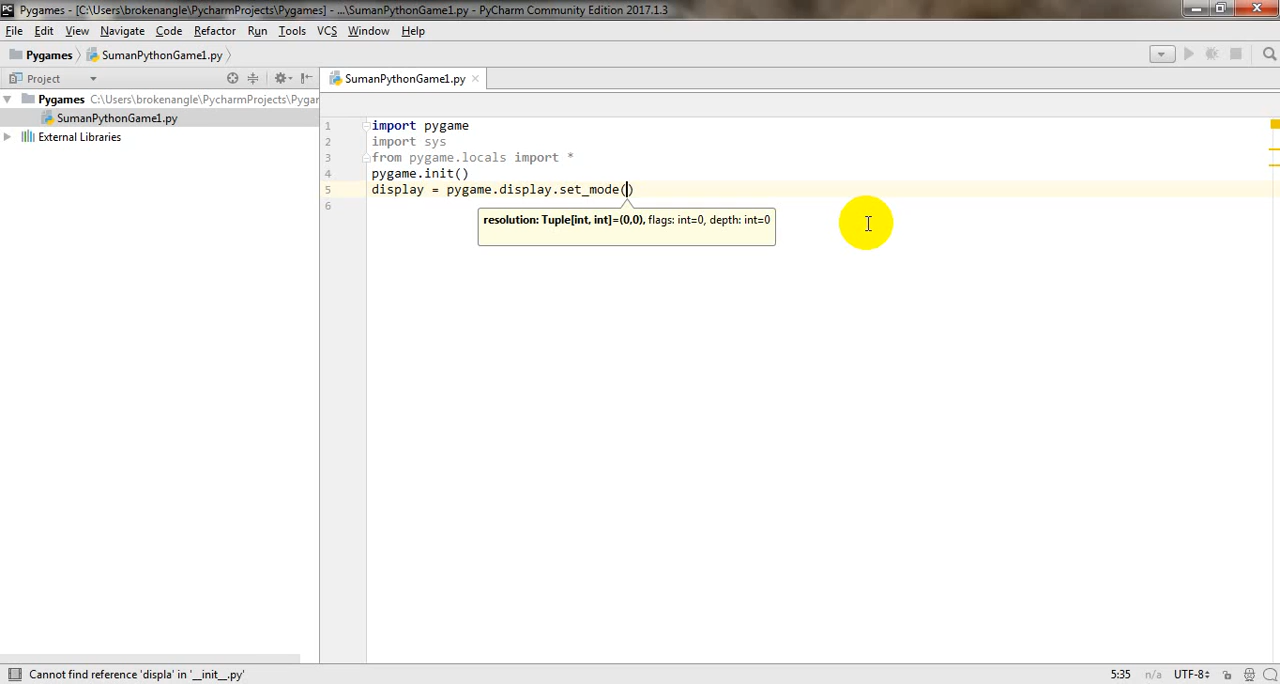 PC Pygames - [C:\Users\brokenangle\PycharmProjects\Pygames] - ...\SumanPythonGame1.py - PyCharm Community Edition 2017.1.3
File Edit View Navigate Code Refactor Run Tools VCS Window Help
Pygames SumanPythonGame1.py
Project SumanPythonGame1.py
Pygames C:\Users\brokenangle\PycharmProjects\Pygar
SumanPythonGame1.py
External Libraries
1 import pygame
2 import sys
3 from pygame.locals import *
4 pygame.init()
5 display = pygame.display.set_mode()
6
resolution: Tuple[int, int]=(0,0), flags: int=0, depth: int=0
Cannot find reference 'displa' in '__init__.py' 5:35 n/a UTF-8